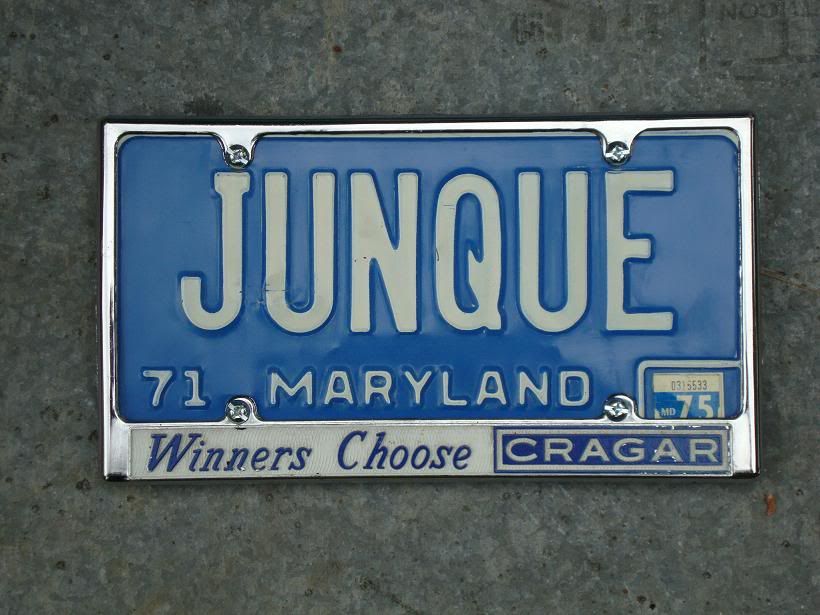 JUNQUE
71 MARYLAND
MD 75
Winners Choose CRAGAR